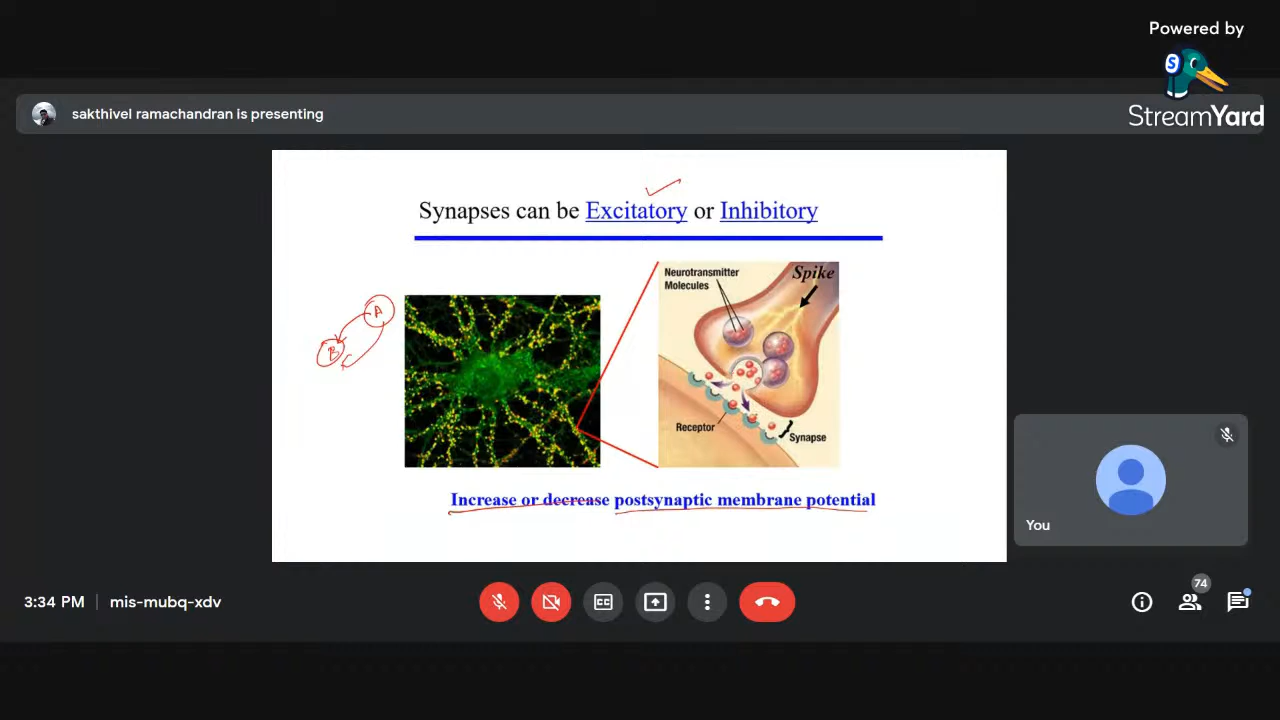 Powered by
S
StreamYard
sakthivel ramachandran is presenting
Synapses can be Excitatory or Inhibitory
Neurotransmitter
Molecules
Spike
A
B
Receptor
Synapse
Increase or decrease postsynaptic membrane potential
You
3:34 PM | mis-mubq-xdv
CC
74